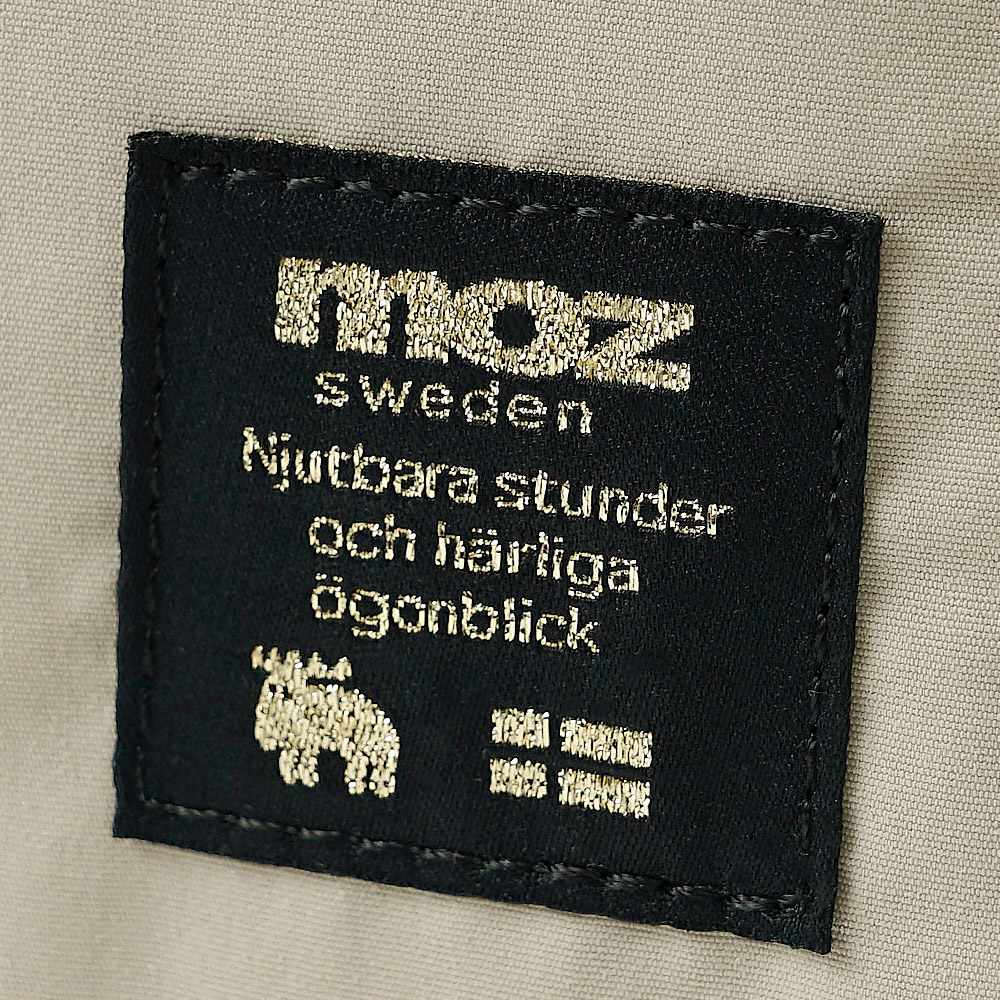 moz
sweden
Njutbara stunder
och härliga
ögonblick